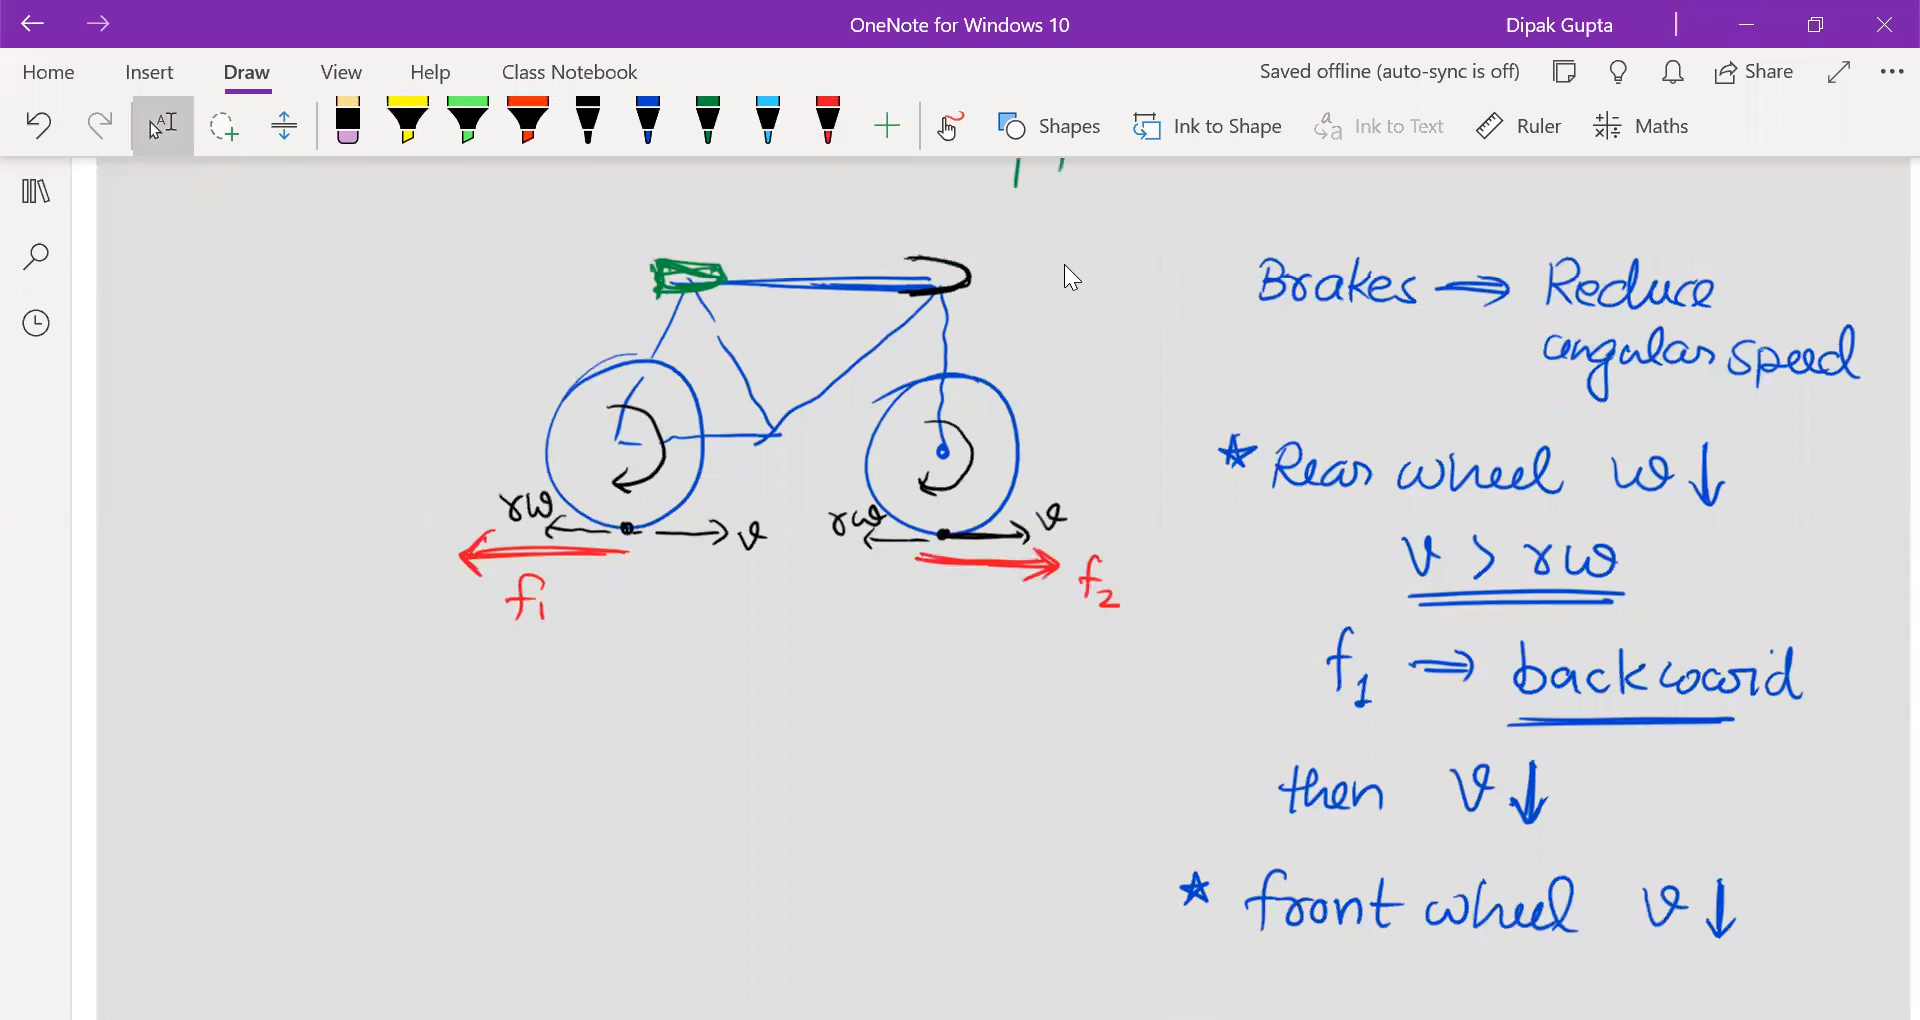 OneNote for Windows 10
Dipak Gupta
Home Insert Draw View Help Class Notebook
Saved offline (auto-sync is off) Share
Shapes Ink to Shape Ink to Text Ruler Maths
Brakes ⇒ Reduce
angular speed
* Rear wheel ω↓
v > rω
f1 ⇒ backward
then v↓
* front wheel v↓
rω v rω v
f1 f2